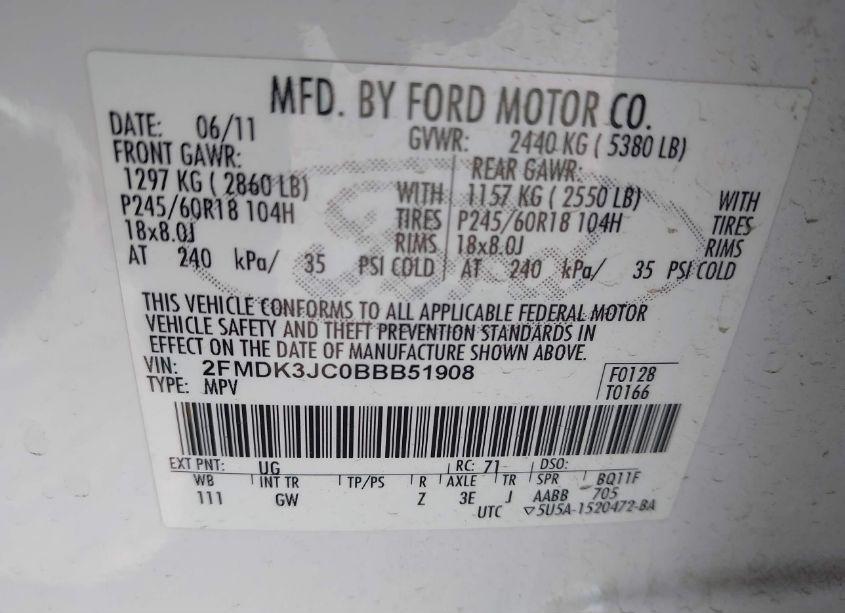 MFD. BY FORD MOTOR CO.
DATE: 06/11 GVWR: 2440 KG ( 5380 LB)
FRONT GAWR: REAR GAWR:
1297 KG ( 2860 LB) WITH 1157 KG ( 2550 LB) WITH
P245/60R18 104H TIRES P245/60R18 104H TIRES
18x8.0J RIMS 18x8.0J RIMS
AT 240 kPa/ 35 PSI COLD AT 240 kPa/ 35 PSI COLD
Ford
THIS VEHICLE CONFORMS TO ALL APPLICABLE FEDERAL MOTOR
VEHICLE SAFETY AND THEFT PREVENTION STANDARDS IN
EFFECT ON THE DATE OF MANUFACTURE SHOWN ABOVE.
VIN: 2FMDK3JC0BBB51908 F0128
TYPE: MPV T0166
EXT PNT: UG RC: 71 DSO:
WB INT TR TP/PS R AXLE TR SPR BQ11F
111 GW Z 3E J AABB 705
UTC ▽5U5A-1520472-BA